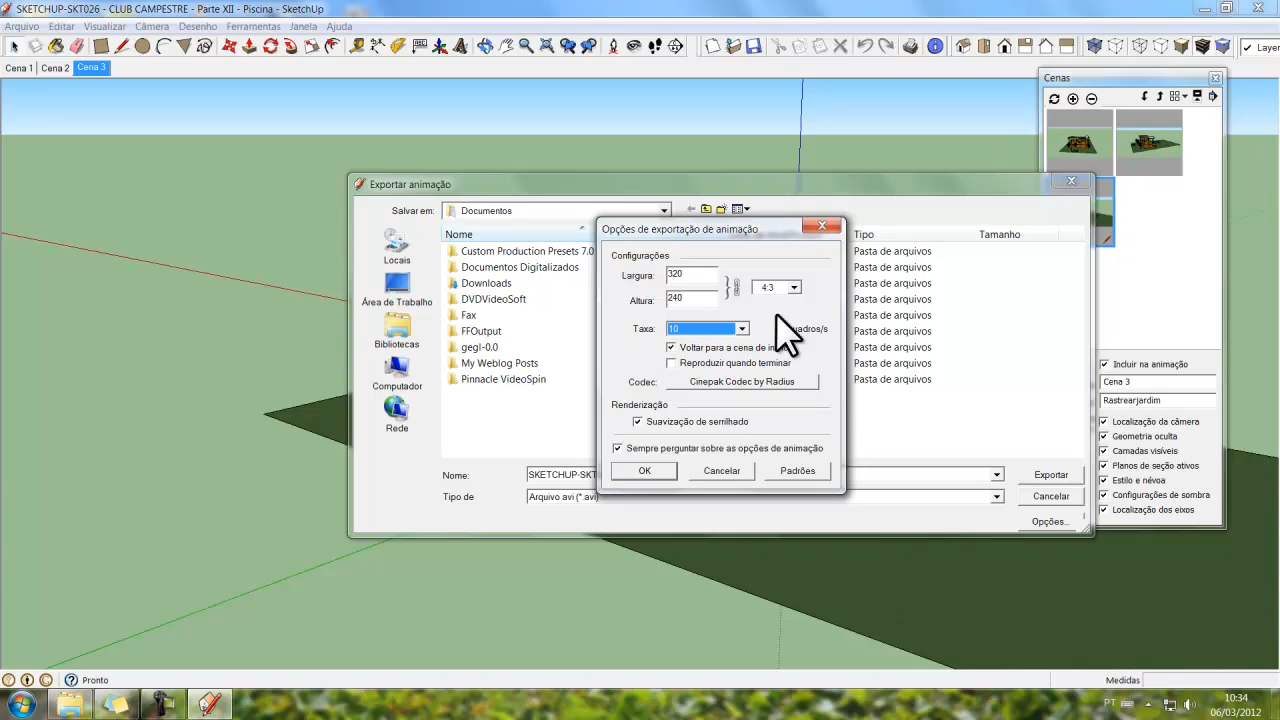 SKETCHUP-SKT026 - CLUB CAMPESTRE - Parte XII - Piscina - SketchUp
Arquivo Editar Visualizar Câmera Desenho Ferramentas Janela Ajuda
Layer
Cena 1 Cena 2 Cena 3
Cenas
Exportar animação
Salvar em: Documentos
Nome Tipo Tamanho
Locais
Área de Trabalho
Bibliotecas
Computador
Rede
Custom Production Presets 7.0 Pasta de arquivos
Documentos Digitalizados Pasta de arquivos
Downloads Pasta de arquivos
DVDVideoSoft Pasta de arquivos
Fax Pasta de arquivos
FFOutput Pasta de arquivos
gegl-0.0 Pasta de arquivos
My Weblog Posts Pasta de arquivos
Pinnacle VideoSpin Pasta de arquivos
Nome: SKETCHUP-SKT
Tipo de Arquivo avi (*.avi)
Exportar
Cancelar
Opções...
Opções de exportação de animação
Configurações
Largura: 320
Altura: 240
4:3
Taxa: 10 uadros/s
Voltar para a cena de in
Reproduzir quando terminar
Codec: Cinepak Codec by Radius
Renderização
Suavização de serrilhado
Sempre perguntar sobre as opções de animação
OK Cancelar Padrões
Incluir na animação
Cena 3
Rastrearjardim
Localização da câmera
Geometria oculta
Camadas visíveis
Planos de seção ativos
Estilo e névoa
Configurações de sombra
Localização dos eixos
Pronto
Medidas
PT
10:34
06/03/2012